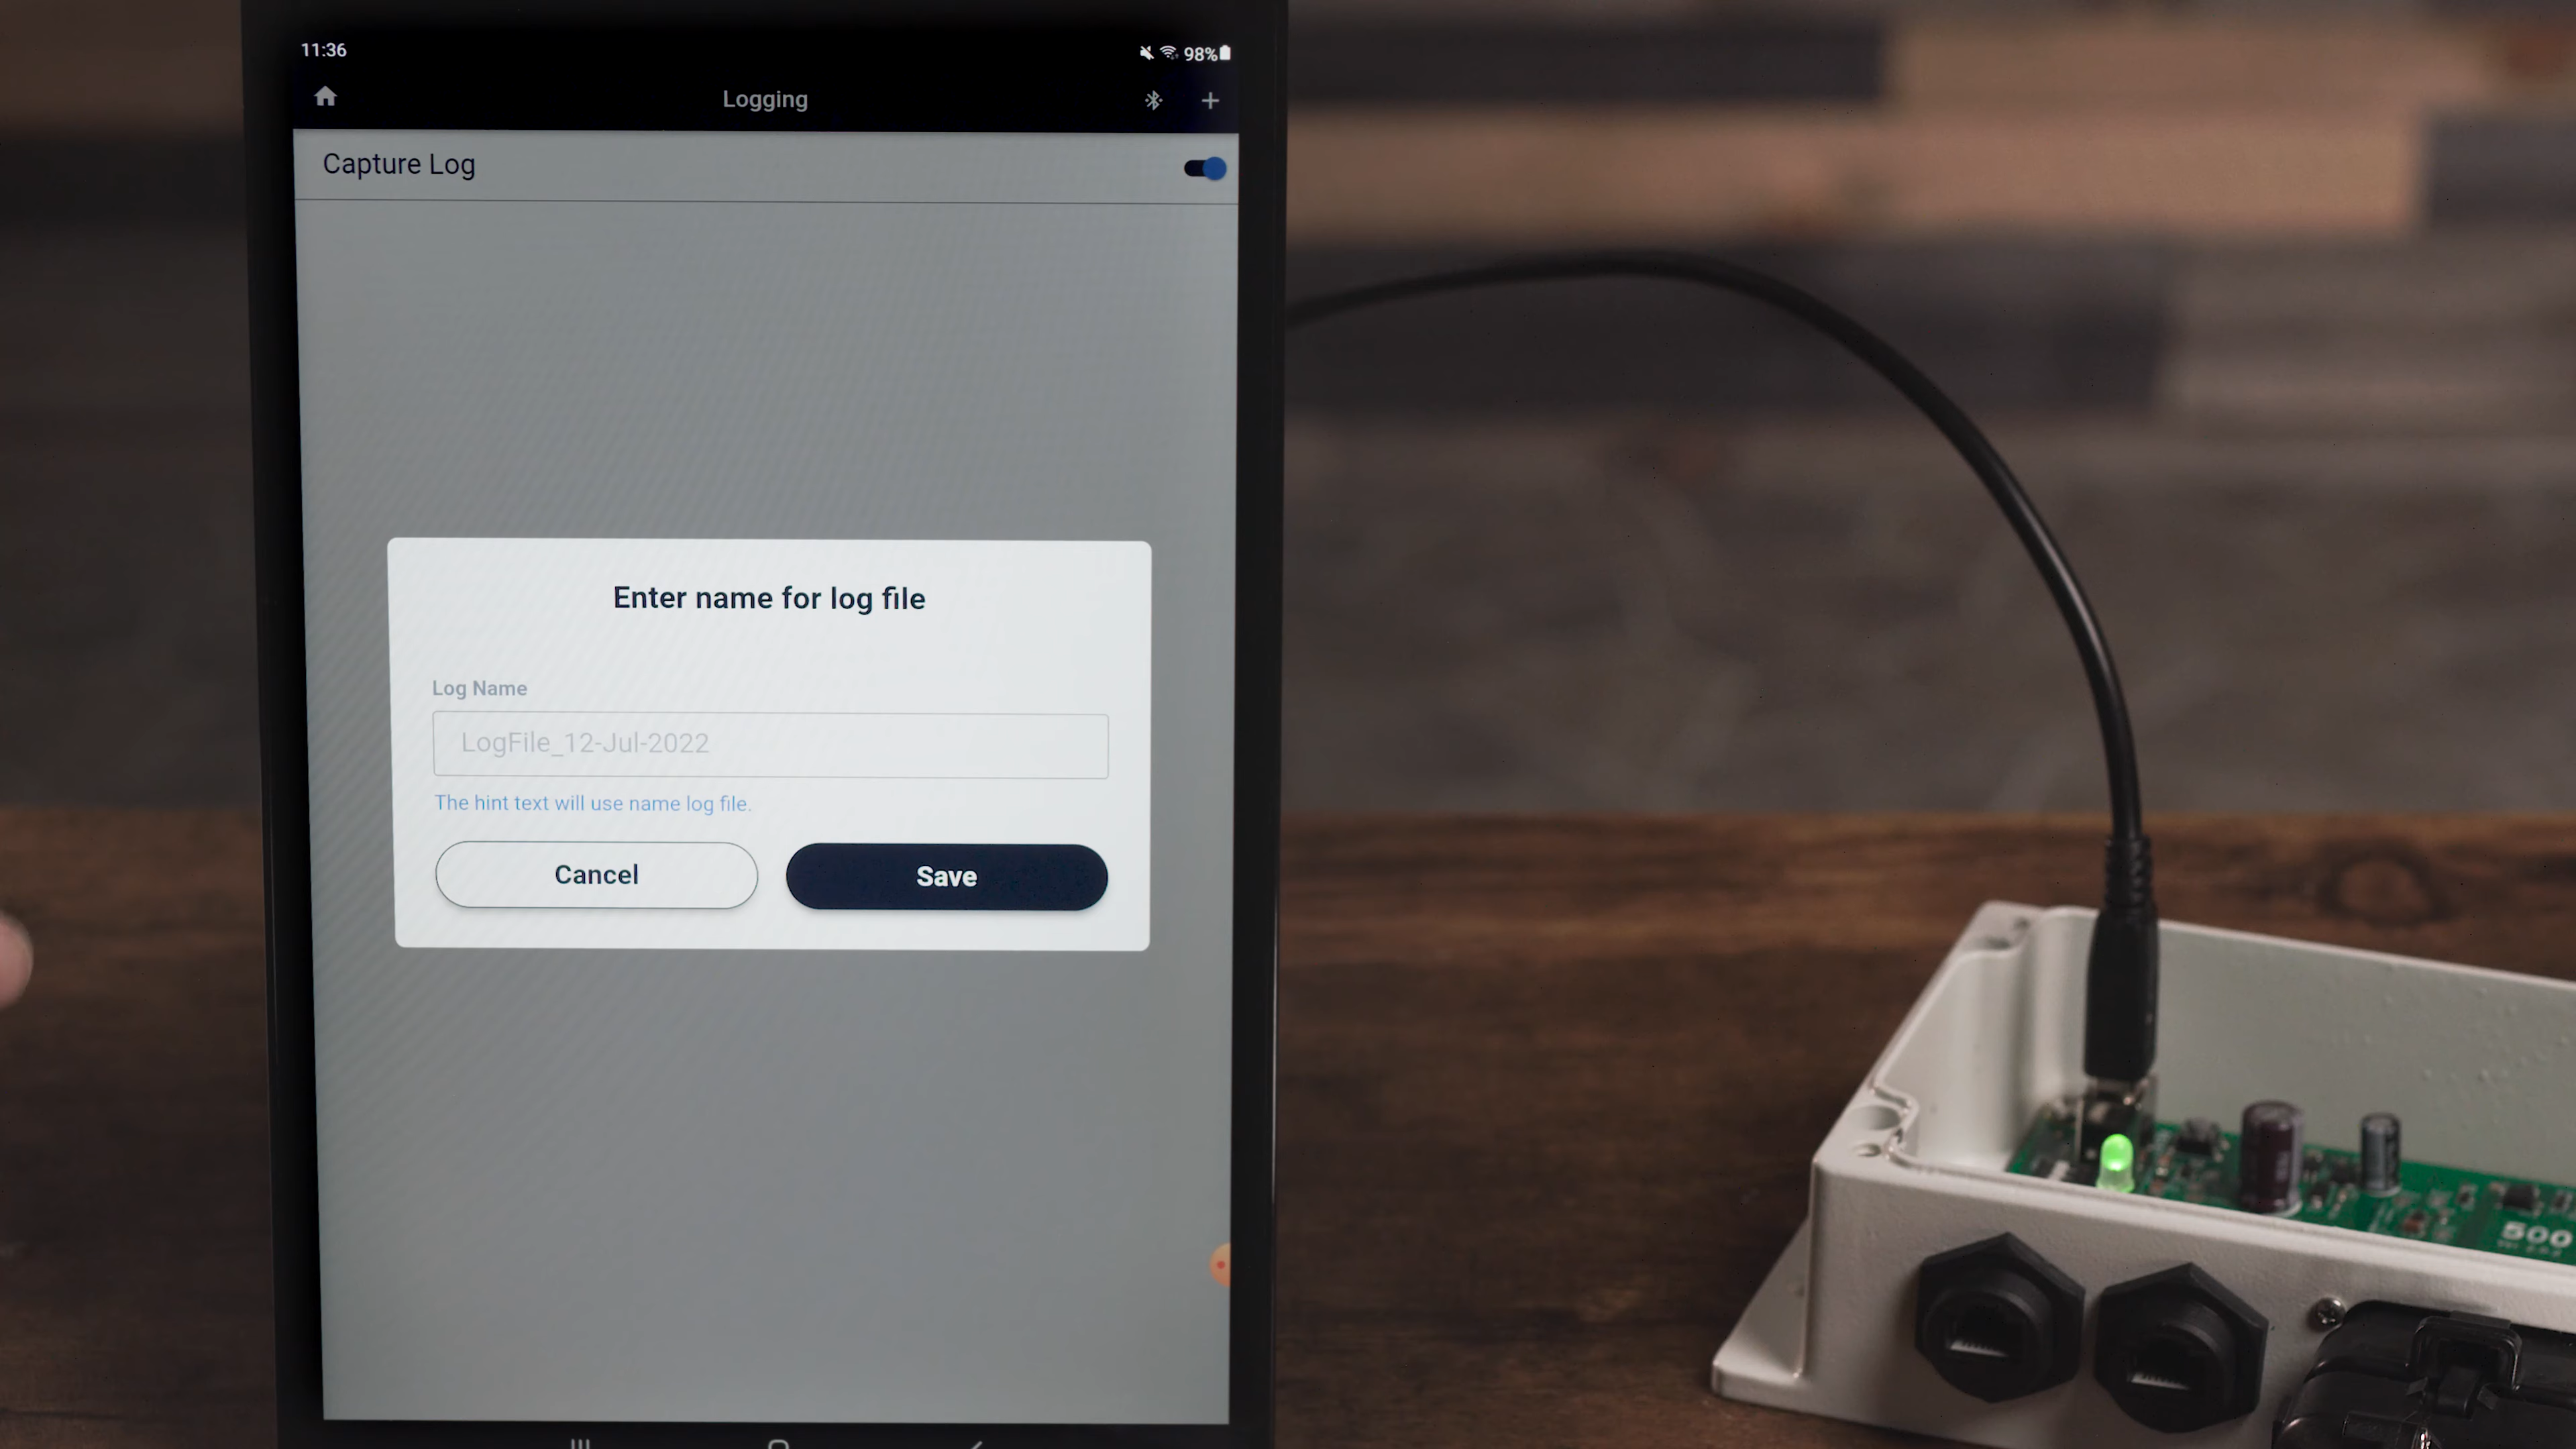 11:36
98%
Logging
Capture Log
Enter name for log file
Log Name
LogFile_12-Jul-2022
The hint text will use name log file.
Cancel
Save
500